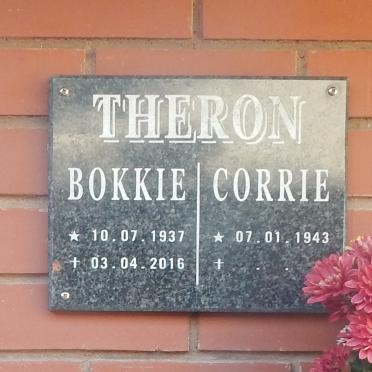 THERON
BOKKIE CORRIE
★ 10.07.1937 ★ 07.01.1943
† 03.04.2016 † . .